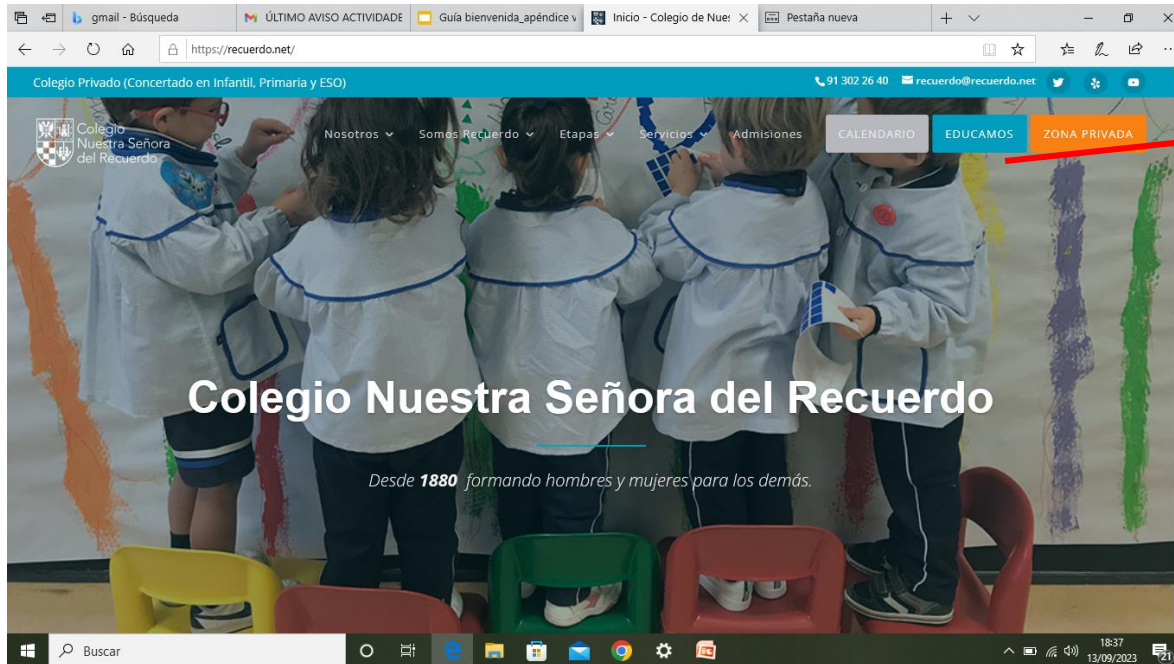 gmail - Búsqueda
ÚLTIMO AVISO ACTIVIDADE
Guía bienvenida_apéndice v
Inicio - Colegio de Nues
Pestaña nueva
https://recuerdo.net/
Colegio Privado (Concertado en Infantil, Primaria y ESO)
91 302 26 40
recuerdo@recuerdo.net
Colegio
Nuestra Señora
del Recuerdo
Nosotros
Somos Recuerdo
Etapas
Servicios
Admisiones
CALENDARIO
EDUCAMOS
ZONA PRIVADA
Colegio Nuestra Señora del Recuerdo
Desde 1880 formando hombres y mujeres para los demás.
Buscar
18:37
13/09/2023
21